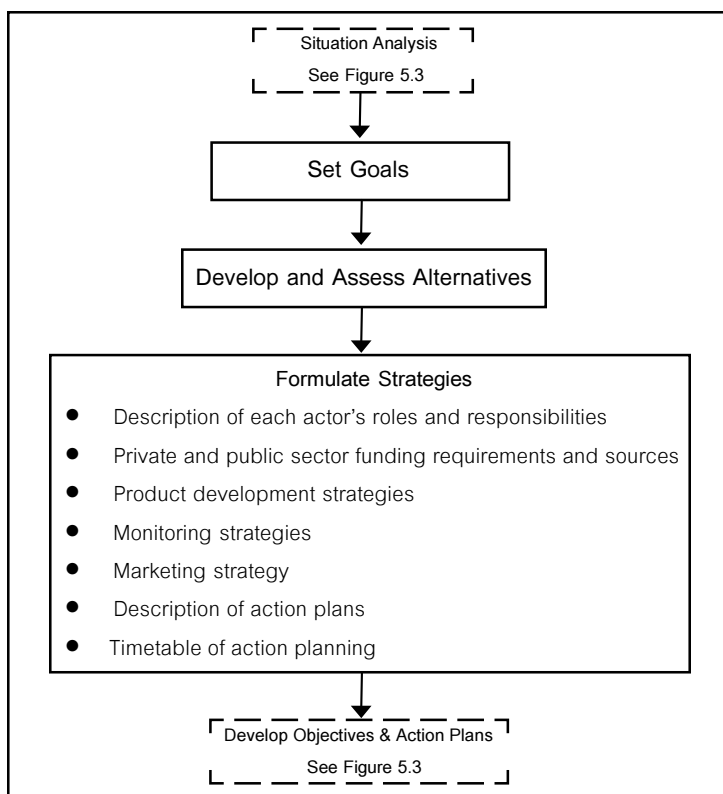 Situation Analysis
See Figure 5.3
Set Goals
Develop and Assess Alternatives
Formulate Strategies
● Description of each actor's roles and responsibilities
● Private and public sector funding requirements and sources
● Product development strategies
● Monitoring strategies
● Marketing strategy
● Description of action plans
● Timetable of action planning
Develop Objectives & Action Plans
See Figure 5.3